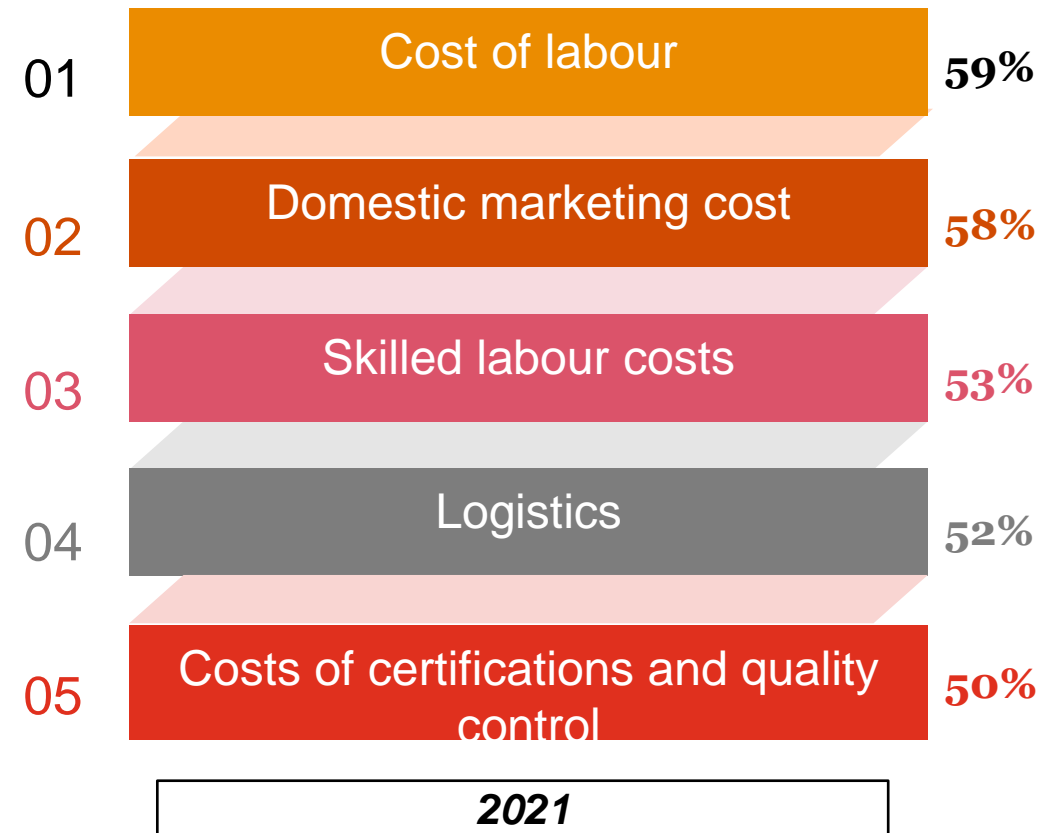 01 Cost of labour 59%
02 Domestic marketing cost 58%
03 Skilled labour costs 53%
04 Logistics 52%
05 Costs of certifications and quality
control 50%
2021